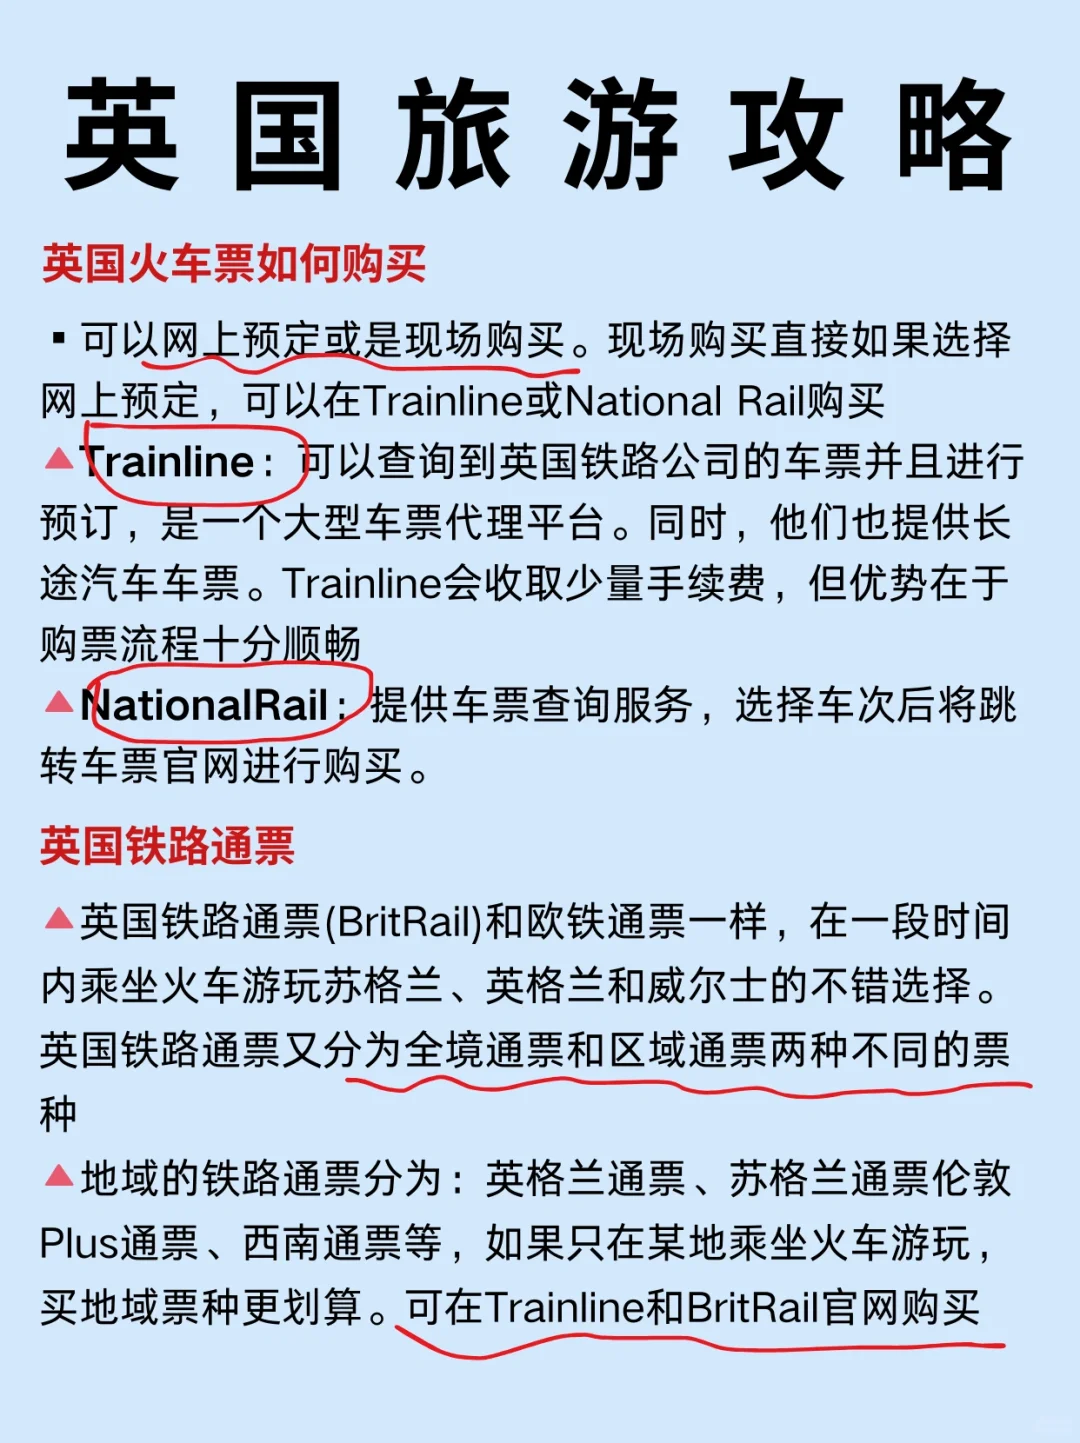 英国旅游攻略
英国火车票如何购买
▪可以网上预定或是现场购买。现场购买直接如果选择
网上预定，可以在Trainline或National Rail购买
▲Trainline：可以查询到英国铁路公司的车票并且进行
预订，是一个大型车票代理平台。同时，他们也提供长
途汽车车票。Trainline会收取少量手续费，但优势在于
购票流程十分顺畅
▲NationalRail：提供车票查询服务，选择车次后将跳
转车票官网进行购买。
英国铁路通票
▲英国铁路通票(BritRail)和欧铁通票一样，在一段时间
内乘坐火车游玩苏格兰、英格兰和威尔士的不错选择。
英国铁路通票又分为全境通票和区域通票两种不同的票
种
▲地域的铁路通票分为：英格兰通票、苏格兰通票伦敦
Plus通票、西南通票等，如果只在某地乘坐火车游玩，
买地域票种更划算。可在Trainline和BritRail官网购买